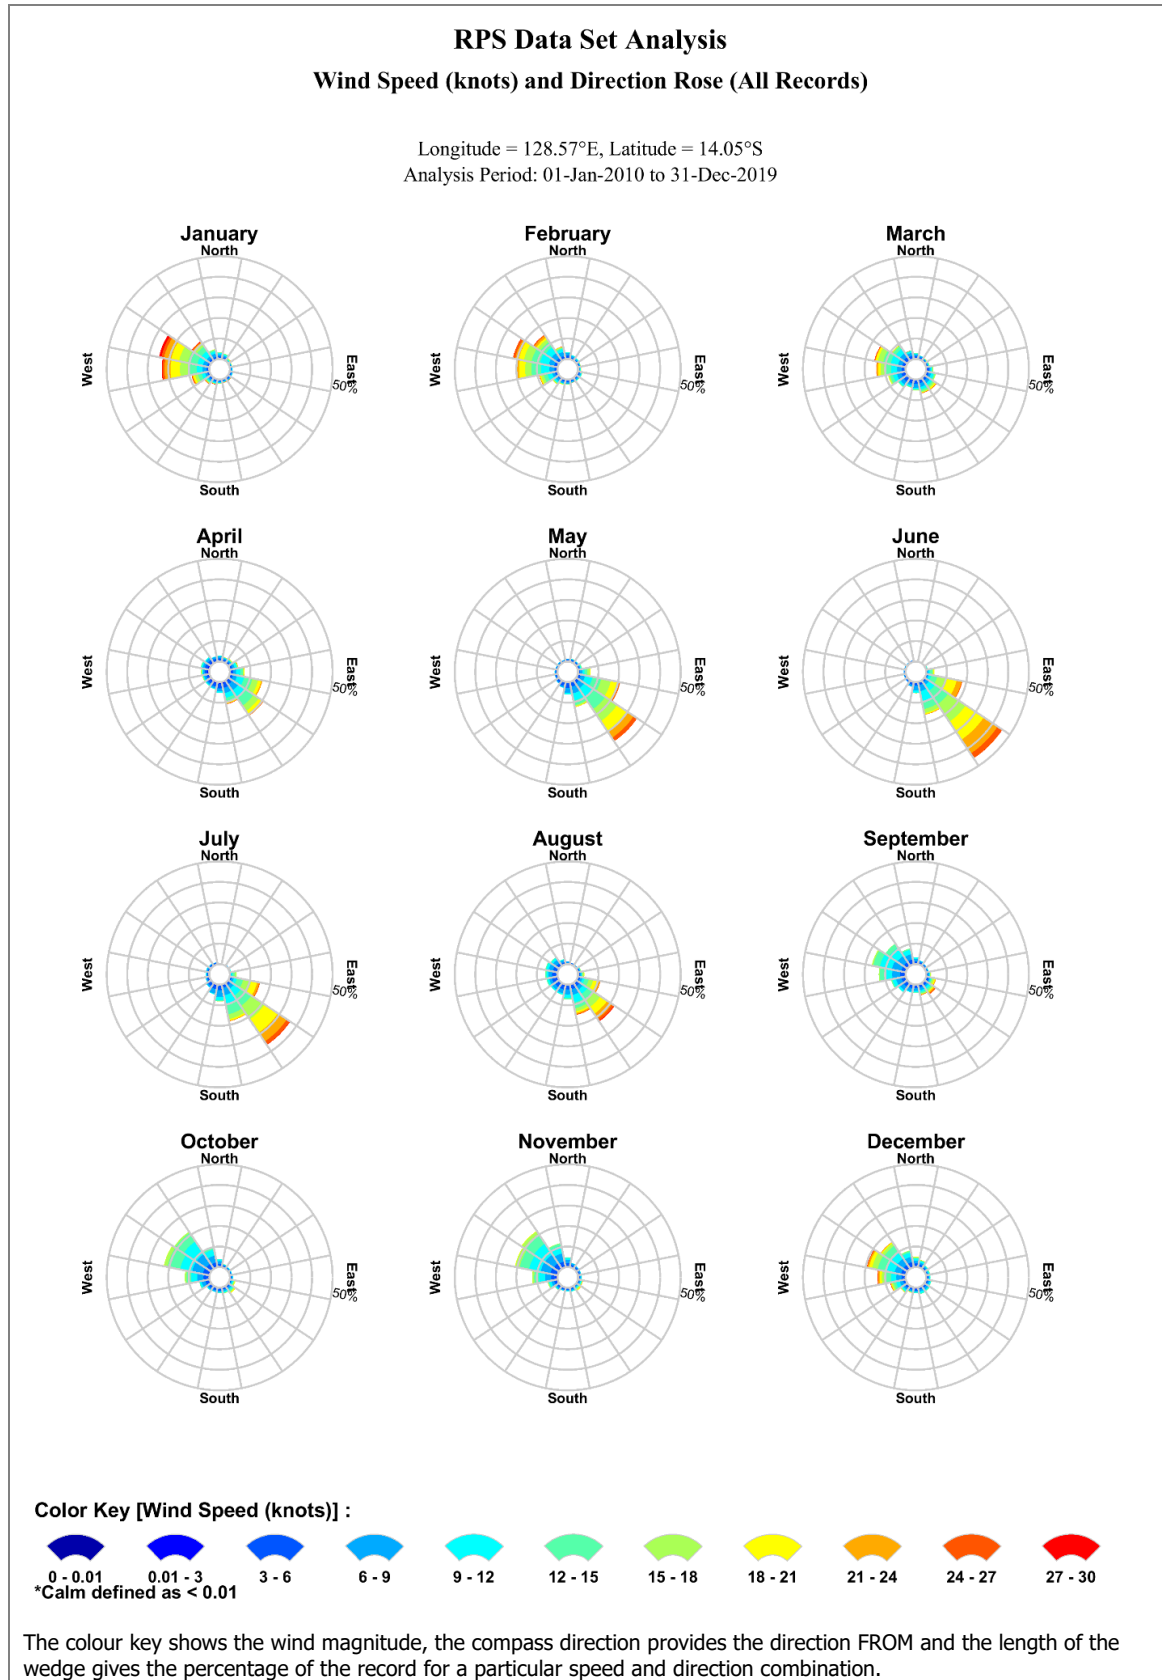 RPS Data Set Analysis
Wind Speed (knots) and Direction Rose (All Records)
Longitude = 128.57°E, Latitude = 14.05°S
Analysis Period: 01-Jan-2010 to 31-Dec-2019
January
North
West
East
50%
South
February
North
West
East
50%
South
March
North
West
East
50%
South
April
North
West
East
50%
South
May
North
West
East
50%
South
June
North
West
East
50%
South
July
North
West
East
50%
South
August
North
West
East
50%
South
September
North
West
East
50%
South
October
North
West
East
50%
South
November
North
West
East
50%
South
December
North
West
East
50%
South
Color Key [Wind Speed (knots)] :
0 - 0.01 0.01 - 3 3 - 6 6 - 9 9 - 12 12 - 15 15 - 18 18 - 21 21 - 24 24 - 27 27 - 30
*Calm defined as < 0.01
The colour key shows the wind magnitude, the compass direction provides the direction FROM and the length of the
wedge gives the percentage of the record for a particular speed and direction combination.